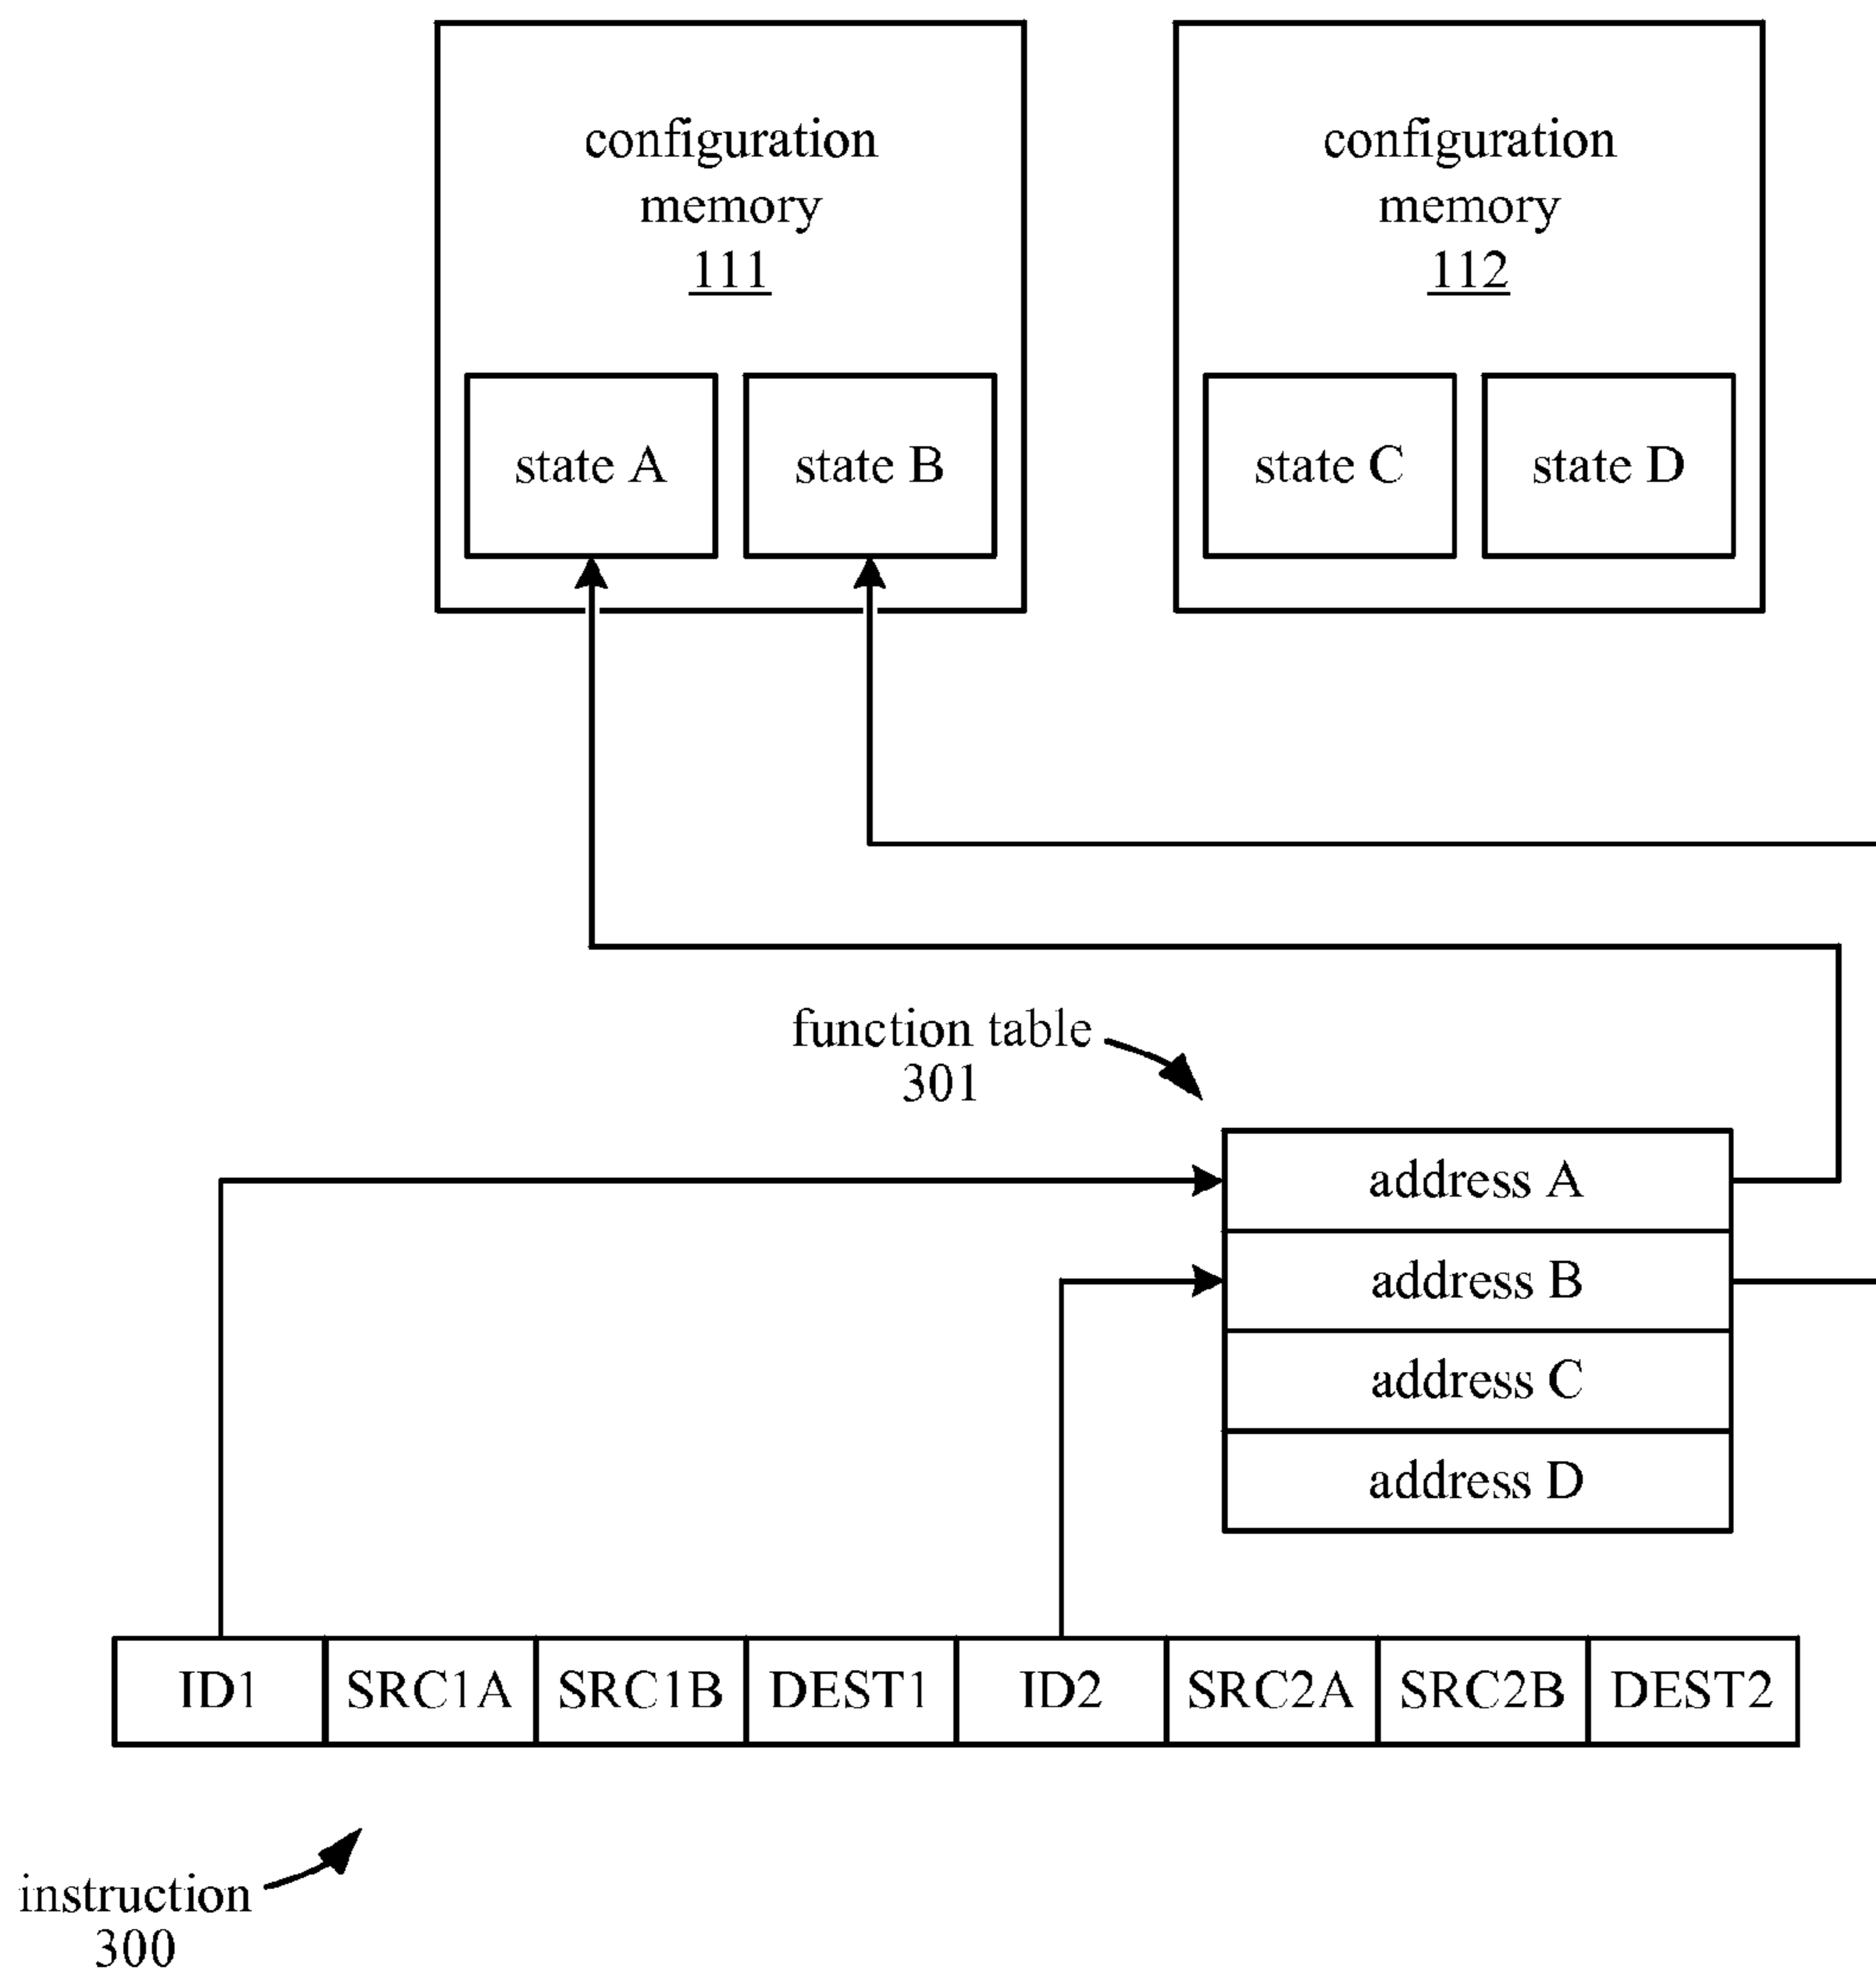 configuration
memory
111
configuration
memory
112
state A
state B
state C
state D
function table
301
address A
address B
address C
address D
ID1 SRC1A SRC1B DEST1 ID2 SRC2A SRC2B DEST2
instruction
300